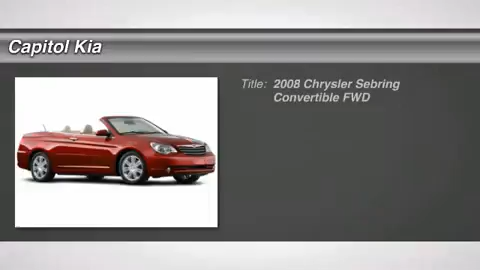 Capitol Kia
Title: 2008 Chrysler Sebring
Convertible FWD